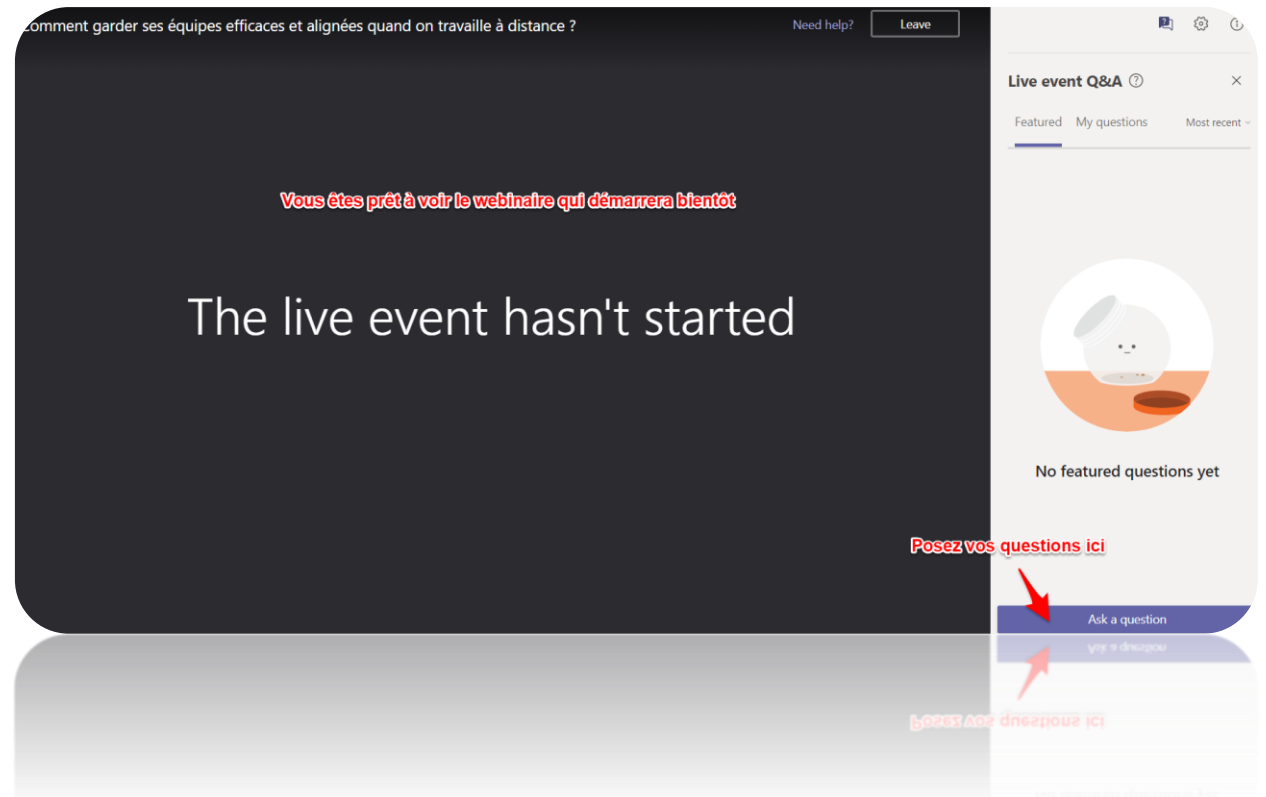 Comment garder ses équipes efficaces et alignées quand on travaille à distance ?
Need help?
Leave
Live event Q&A
Featured
My questions
Most recent
Vous êtes prêt à voir le webinaire qui démarrera bientôt
The live event hasn't started
No featured questions yet
Posez vos questions ici
Ask a question